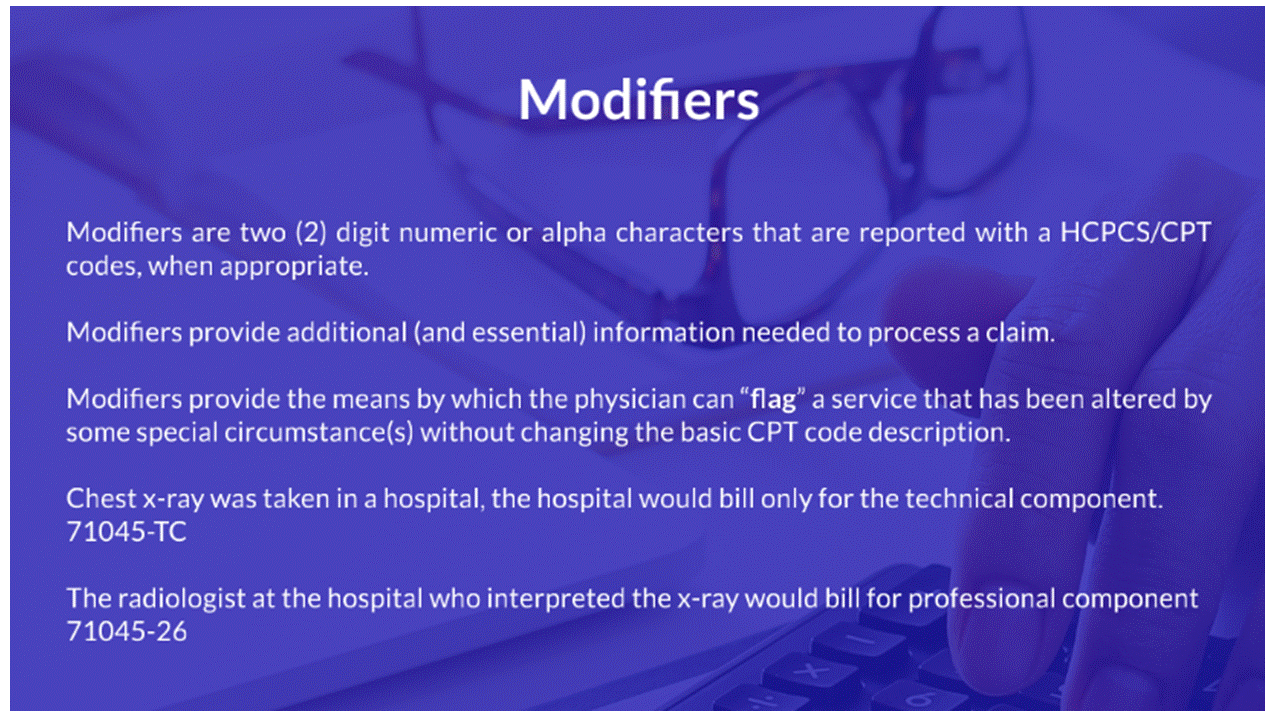 Modifiers
Modifiers are two (2) digit numeric or alpha characters that are reported with a HCPCS/CPT
codes, when appropriate.
Modifiers provide additional (and essential) information needed to process a claim.
Modifiers provide the means by which the physician can “flag” a service that has been altered by
some special circumstance(s) without changing the basic CPT code description.
Chest x-ray was taken in a hospital, the hospital would bill only for the technical component.
71045-TC
The radiologist at the hospital who interpreted the x-ray would bill for professional component
71045-26